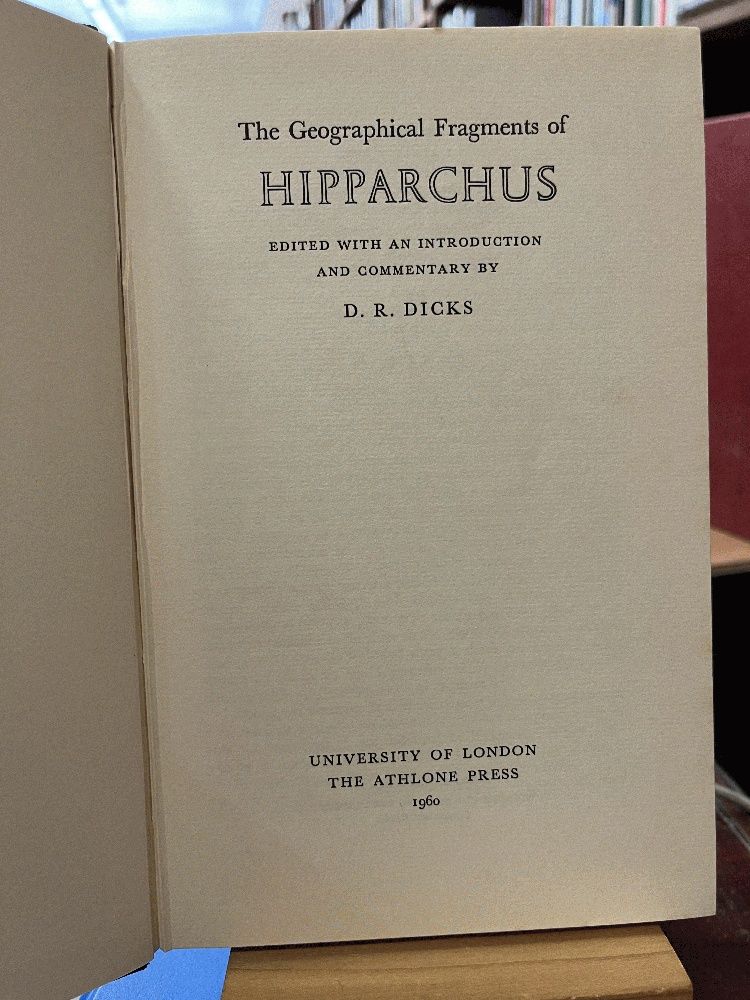 The Geographical Fragments of
HIPPARCHUS
EDITED WITH AN INTRODUCTION
AND COMMENTARY BY
D. R. DICKS
UNIVERSITY OF LONDON
THE ATHLONE PRESS
1960